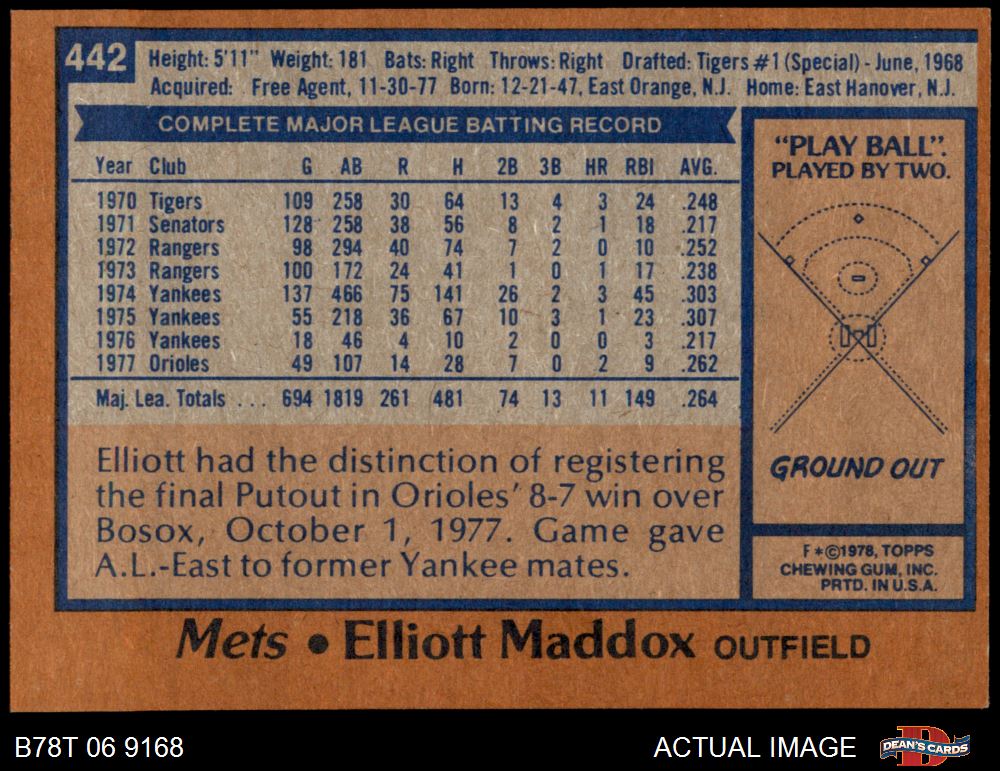 442
Height: 5'11" Weight: 181 Bats: Right Throws: Right Drafted: Tigers #1 (Special) - June, 1968
Acquired: Free Agent, 11-30-77 Born: 12-21-47, East Orange, N.J. Home: East Hanover, N.J.
COMPLETE MAJOR LEAGUE BATTING RECORD
Year Club G AB R H 2B 3B HR RBI AVG.
1970 Tigers 109 258 30 64 13 4 3 24 .248
1971 Senators 128 258 38 56 8 2 1 18 .217
1972 Rangers 98 294 40 74 7 2 0 10 .252
1973 Rangers 100 172 24 41 1 0 1 17 .238
1974 Yankees 137 466 75 141 26 2 3 45 .303
1975 Yankees 55 218 36 67 10 3 1 23 .307
1976 Yankees 18 46 4 10 2 0 0 3 .217
1977 Orioles 49 107 14 28 7 0 2 9 .262
Maj. Lea. Totals ... 694 1819 261 481 74 13 11 149 .264
Elliott had the distinction of registering
the final Putout in Orioles' 8-7 win over
Bosox, October 1, 1977. Game gave
A.L.-East to former Yankee mates.
"PLAY BALL".
PLAYED BY TWO.
GROUND OUT
F*©1978, TOPPS
CHEWING GUM, INC.
PRTD. IN U.S.A.
Mets • Elliott Maddox OUTFIELD
B78T 06 9168
ACTUAL IMAGE
D
DEAN'S CARDS